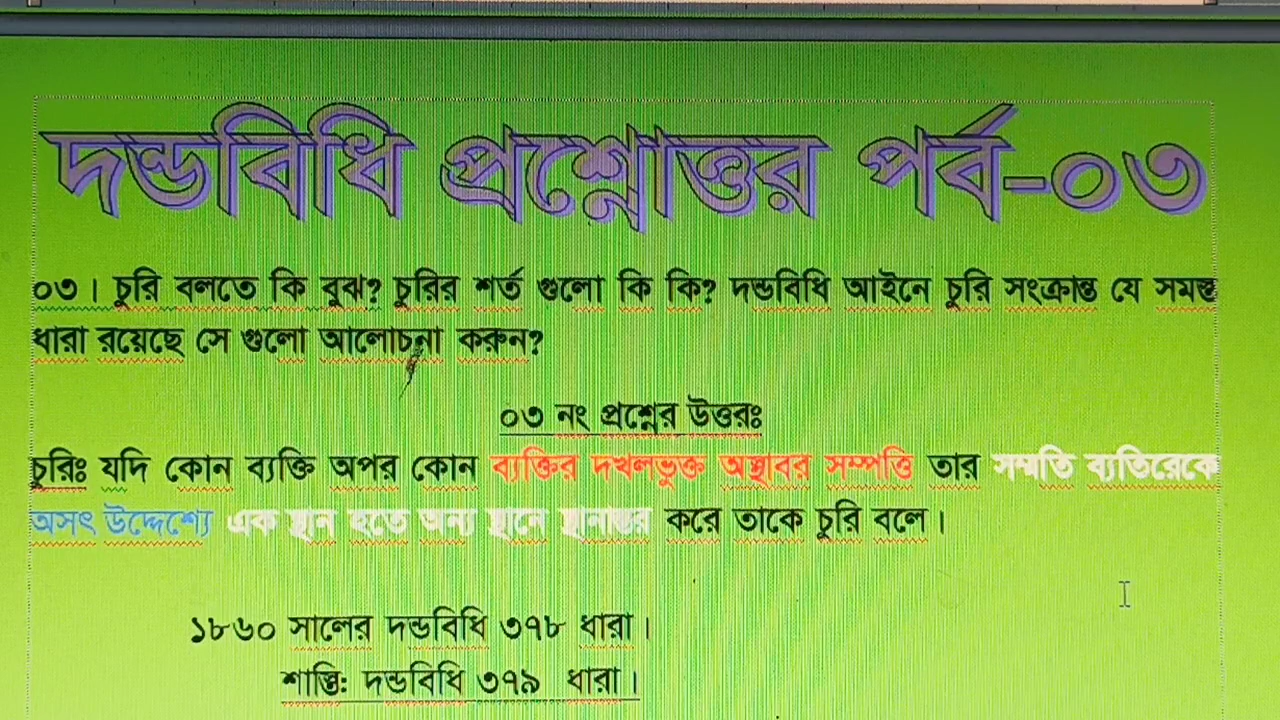 দন্ডবিধি প্রশ্নোত্তর পর্ব-০৩
০৩। চুরি বলতে কি বুঝ? চুরির শর্ত গুলো কি কি? দন্ডবিধি আইনে চুরি সংক্রান্ত যে সমস্ত
ধারা রয়েছে সে গুলো আলোচনা করুন?
০৩ নং প্রশ্নের উত্তরঃ
চুরিঃ যদি কোন ব্যক্তি অপর কোন ব্যক্তির দখলভুক্ত অস্থাবর সম্পত্তি তার সম্মতি ব্যতিরেকে
অসৎ উদ্দেশ্যে এক স্থান হতে অন্য স্থানে স্থানান্তর করে তাকে চুরি বলে।
১৮৬০ সালের দন্ডবিধি ৩৭৮ ধারা।
শাস্তি: দন্ডবিধি ৩৭৯ ধারা।